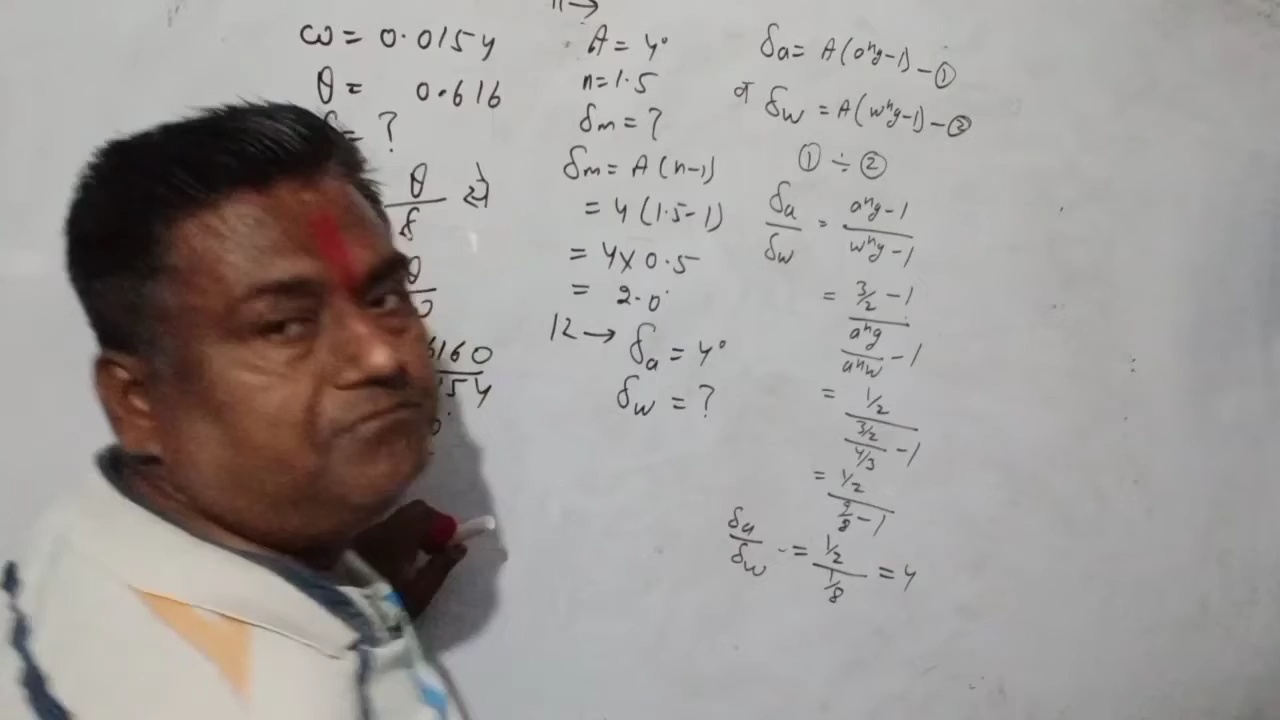 ω = 0.0154
θ = 0.616
= ?
θ/δ से
6160
154
11 →
A = 4°
n = 1.5
δm = ?
δm = A (n-1)
= 4 (1.5 - 1)
= 4 x 0.5
= 2.0°
12 → δa = 4°
δw = ?
δa = A (ang - 1) - ①
व δw = A (wng - 1) - ②
① ÷ ②
δa/δw = (ang - 1)/(wng - 1)
= (3/2 - 1)/(ang/anw - 1)
= (1/2)/((3/2)/(4/3) - 1)
= (1/2)/(9/8 - 1)
δa/δw = (1/2)/(1/8) = 4